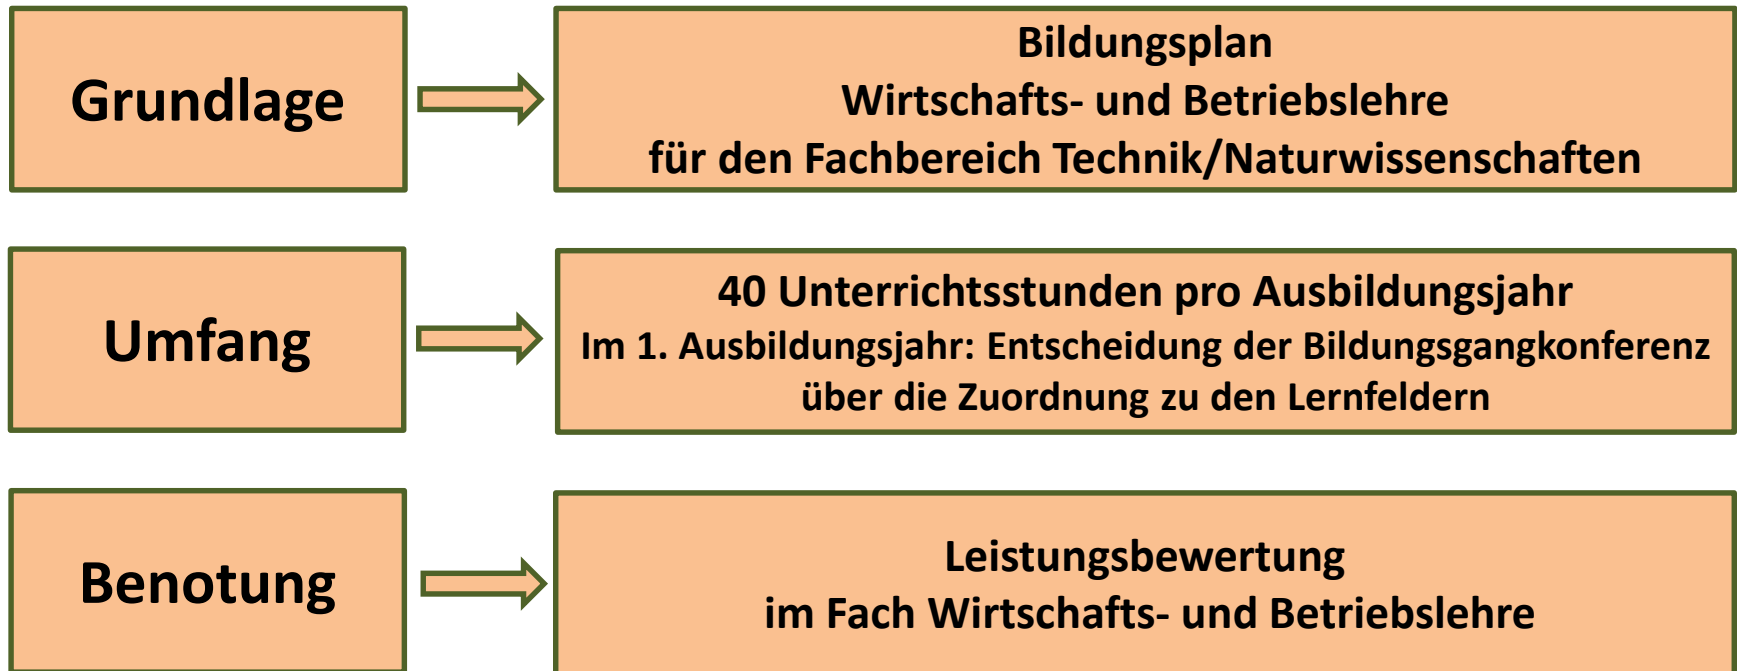 Grundlage
Bildungsplan
Wirtschafts- und Betriebslehre
für den Fachbereich Technik/Naturwissenschaften
Umfang
40 Unterrichtsstunden pro Ausbildungsjahr
Im 1. Ausbildungsjahr: Entscheidung der Bildungsgangkonferenz
über die Zuordnung zu den Lernfeldern
Benotung
Leistungsbewertung
im Fach Wirtschafts- und Betriebslehre